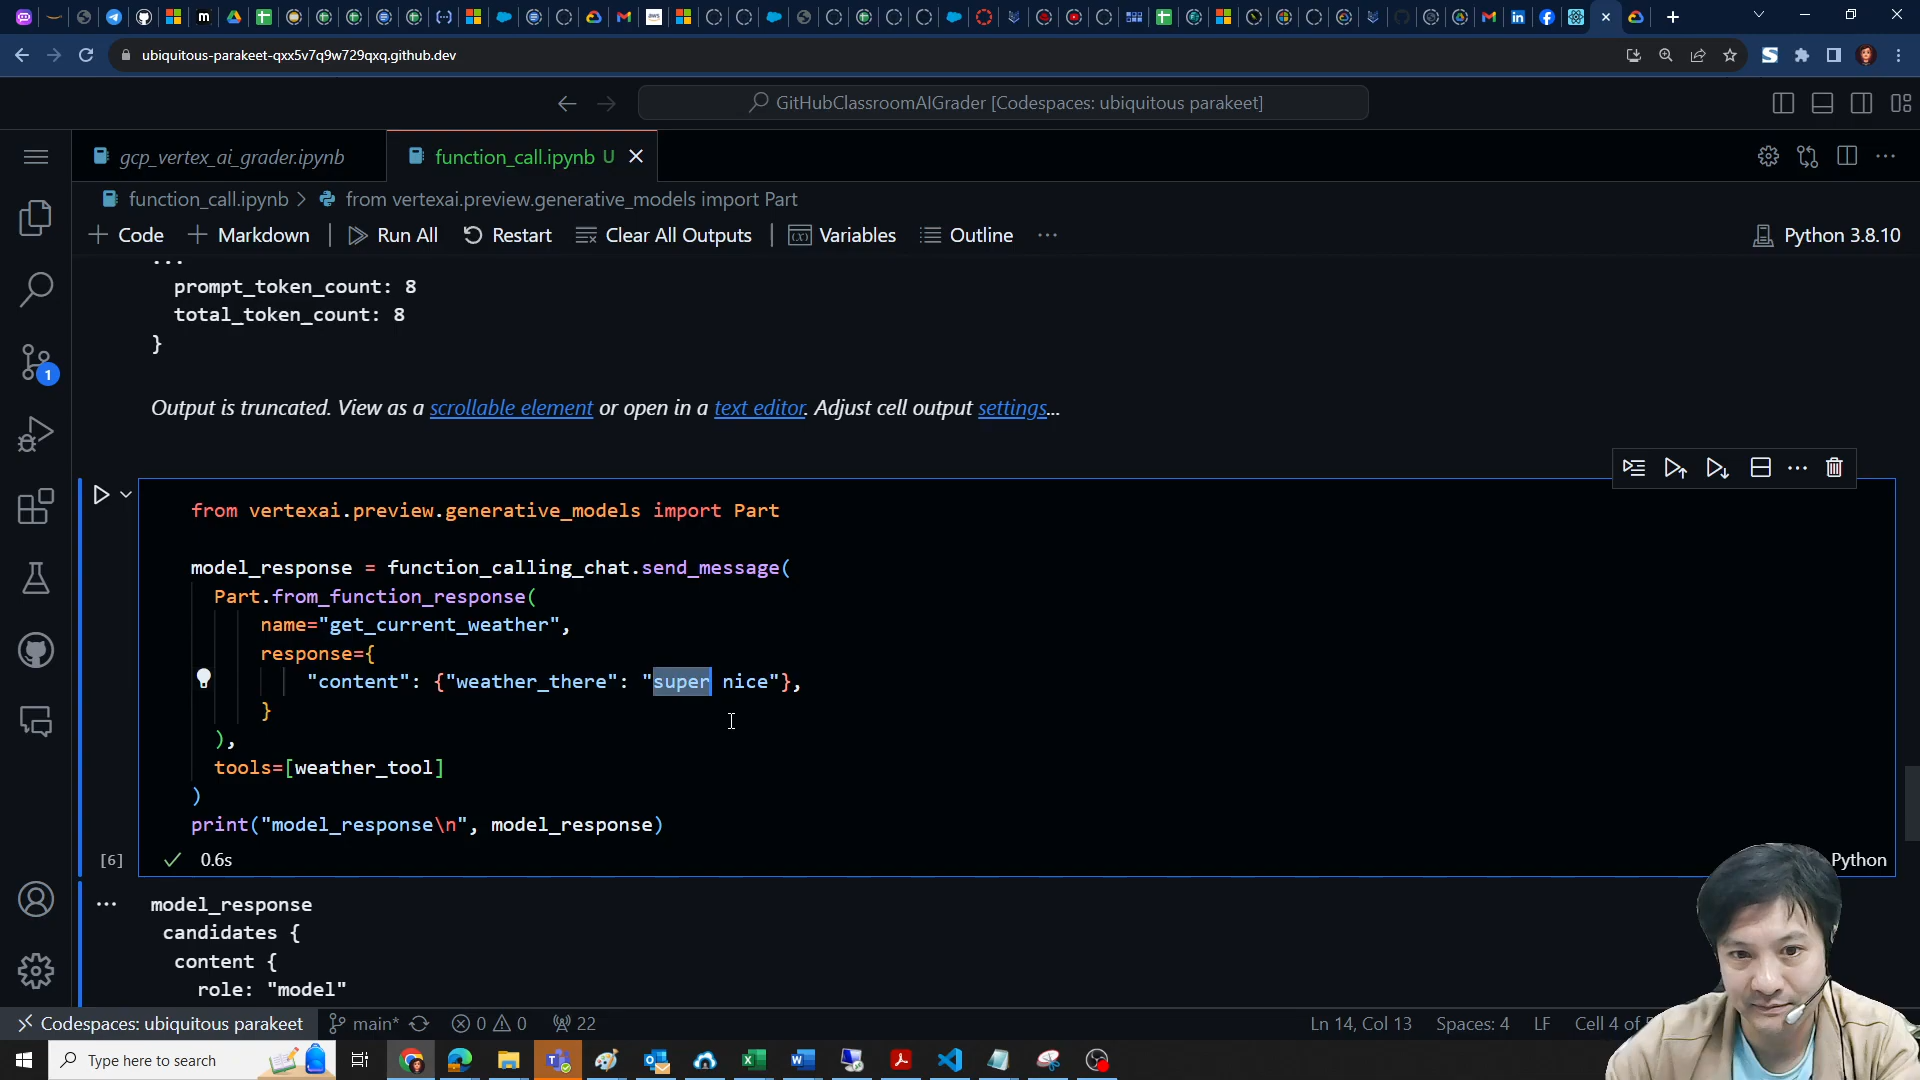 ubiquitous-parakeet-qxx5v7q9w729qxq.github.dev
GitHubClassroomAIGrader [Codespaces: ubiquitous parakeet]
gcp_vertex_ai_grader.ipynb
function_call.ipynb U
function_call.ipynb > from vertexai.preview.generative_models import Part
+ Code + Markdown | Run All Restart Clear All Outputs | Variables Outline ...
Python 3.8.10
...
prompt_token_count: 8
total_token_count: 8
}
Output is truncated. View as a scrollable element or open in a text editor. Adjust cell output settings...
from vertexai.preview.generative_models import Part
model_response = function_calling_chat.send_message(
Part.from_function_response(
name="get_current_weather",
response={
"content": {"weather_there": "super nice"},
}
),
tools=[weather_tool]
)
print("model_response\n", model_response)
[6] 0.6s
Python
... model_response
candidates {
content {
role: "model"
1
Codespaces: ubiquitous parakeet main* 0 0 22
Ln 14, Col 13 Spaces: 4 LF Cell 4 of
Type here to search